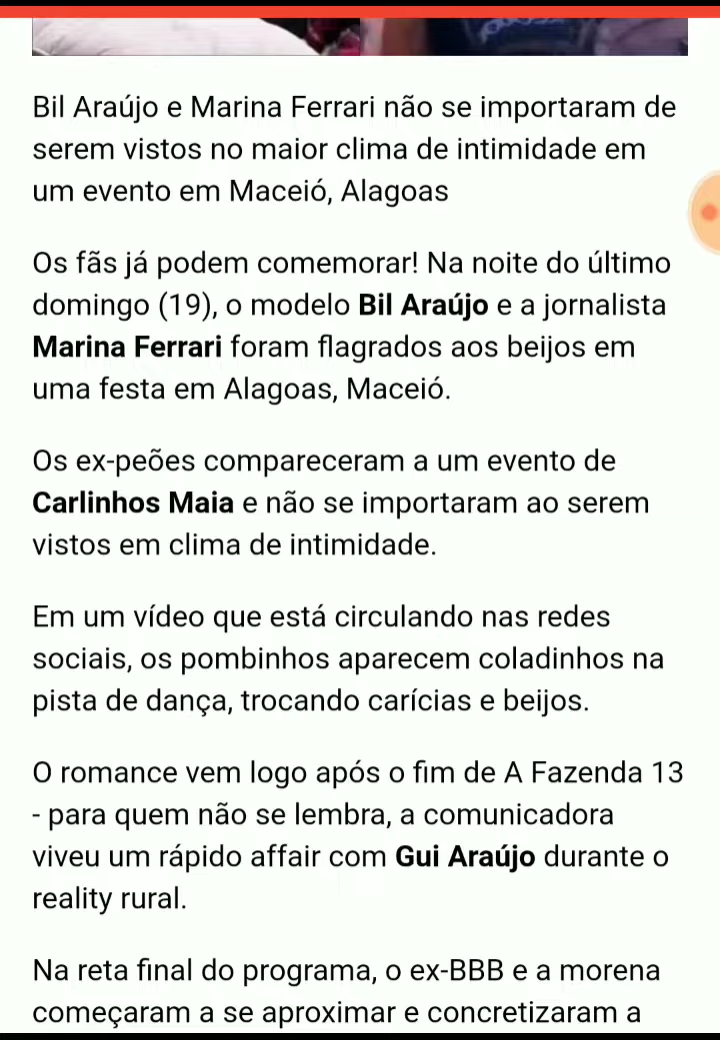 Bil Araújo e Marina Ferrari não se importaram de
serem vistos no maior clima de intimidade em
um evento em Maceió, Alagoas
Os fãs já podem comemorar! Na noite do último
domingo (19), o modelo Bil Araújo e a jornalista
Marina Ferrari foram flagrados aos beijos em
uma festa em Alagoas, Maceió.
Os ex-peões compareceram a um evento de
Carlinhos Maia e não se importaram ao serem
vistos em clima de intimidade.
Em um vídeo que está circulando nas redes
sociais, os pombinhos aparecem coladinhos na
pista de dança, trocando carícias e beijos.
O romance vem logo após o fim de A Fazenda 13
- para quem não se lembra, a comunicadora
viveu um rápido affair com Gui Araújo durante o
reality rural.
Na reta final do programa, o ex-BBB e a morena
começaram a se aproximar e concretizaram a